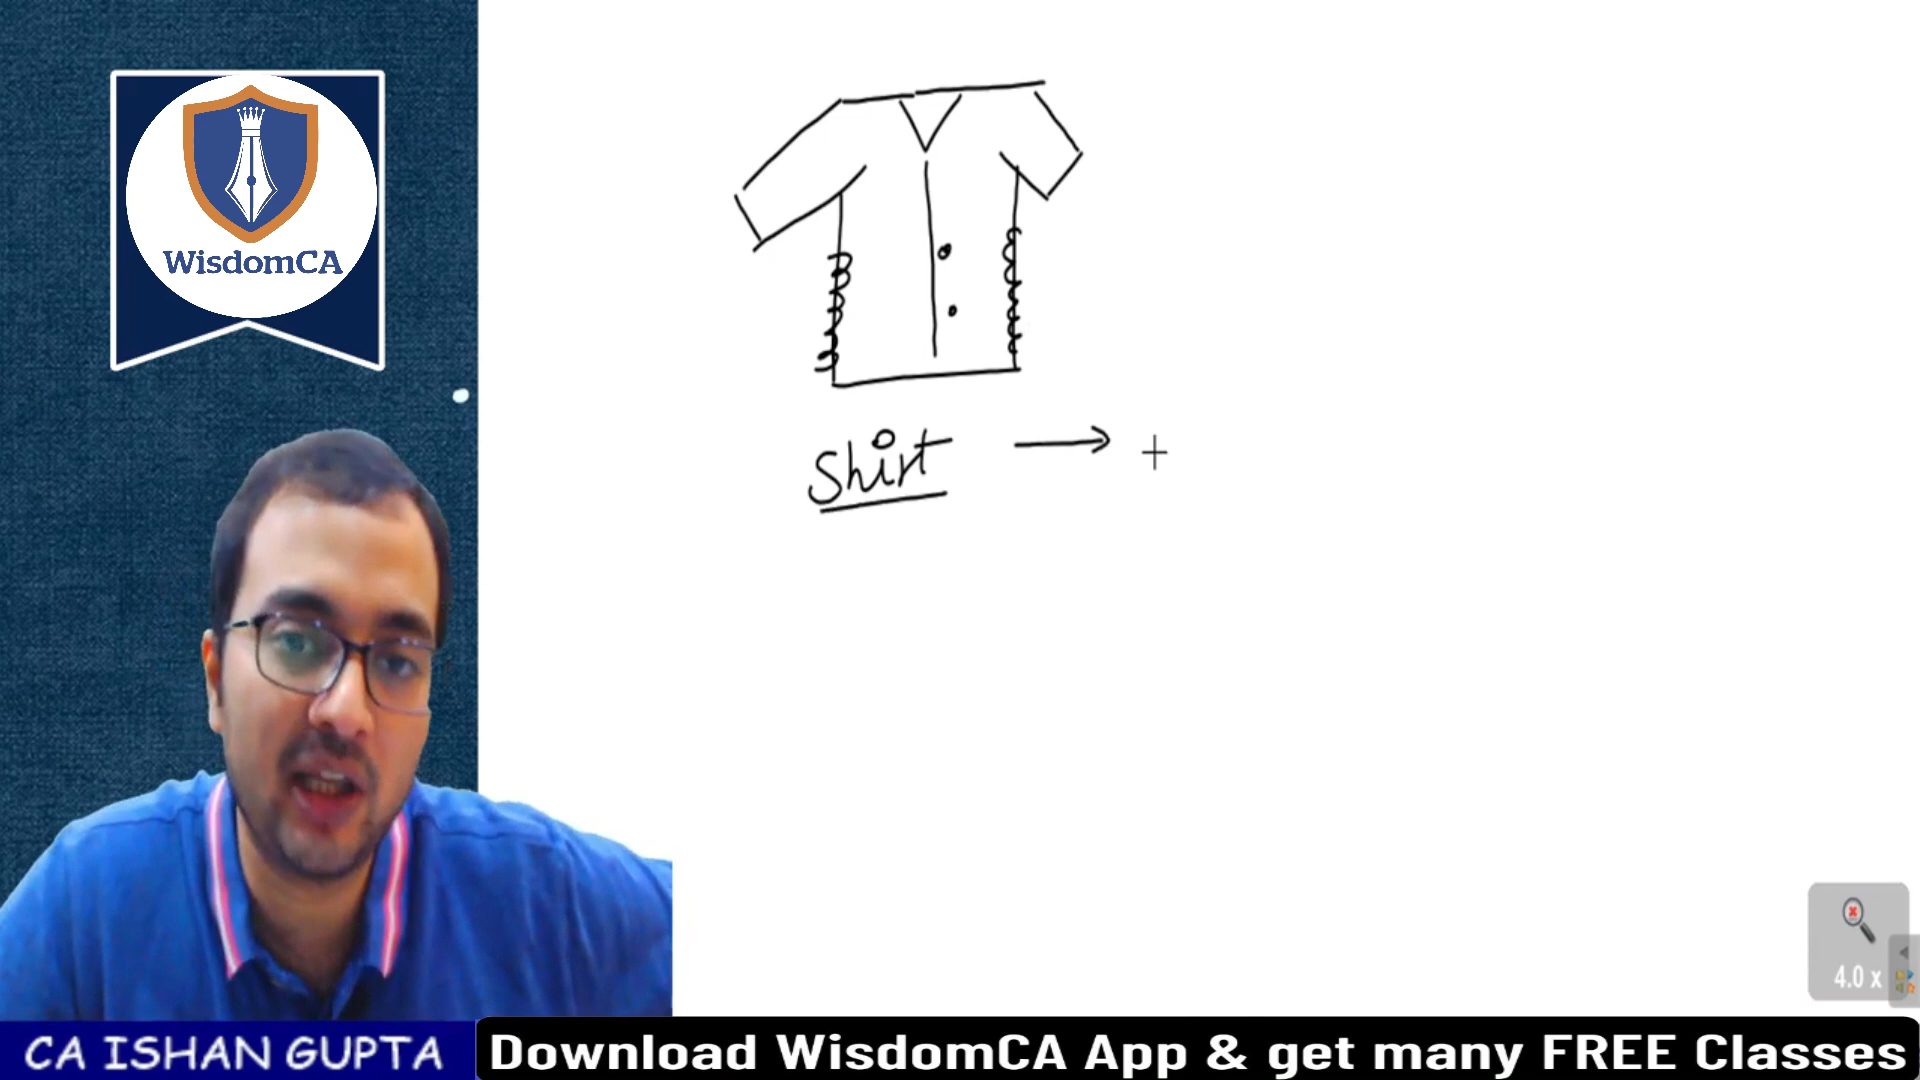 WisdomCA
Shirt
4.0 x
CA ISHAN GUPTA
Download WisdomCA App & get many FREE Classes